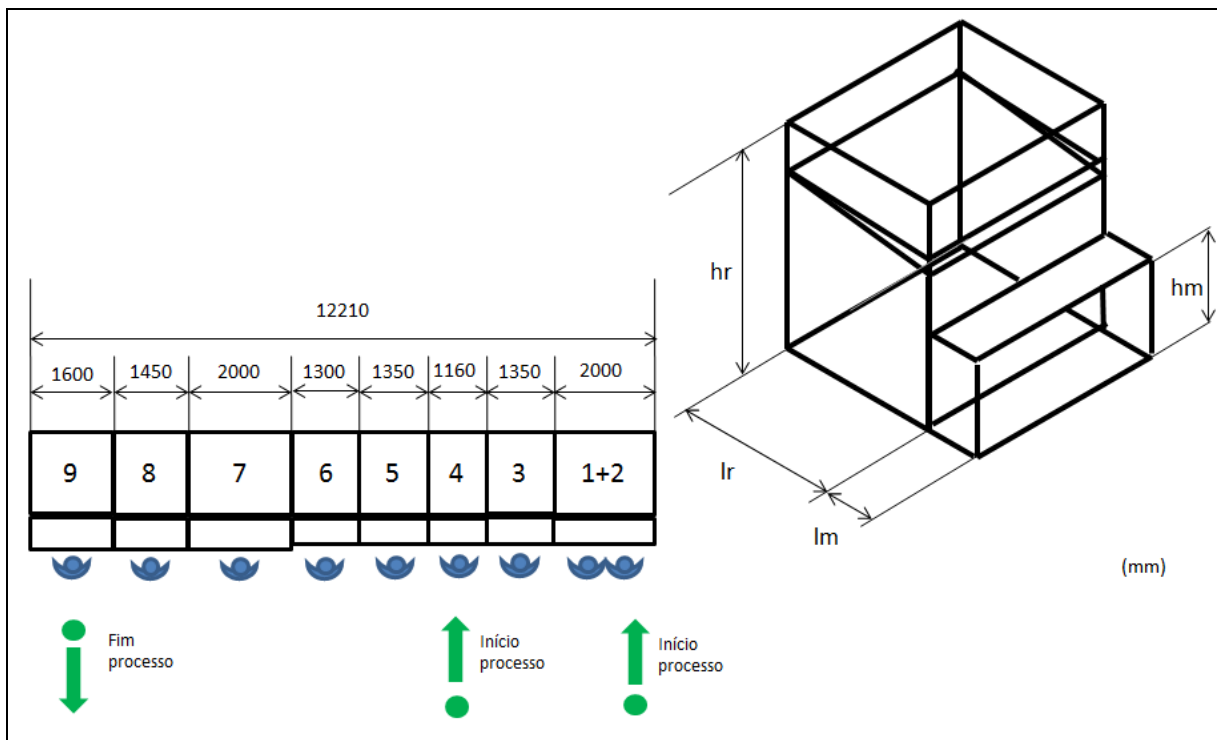 12210
1600 1450 2000 1300 1350 1160 1350 2000
9 8 7 6 5 4 3 1+2
Fim
processo
Início
processo
Início
processo
hr
hm
lr
lm
(mm)